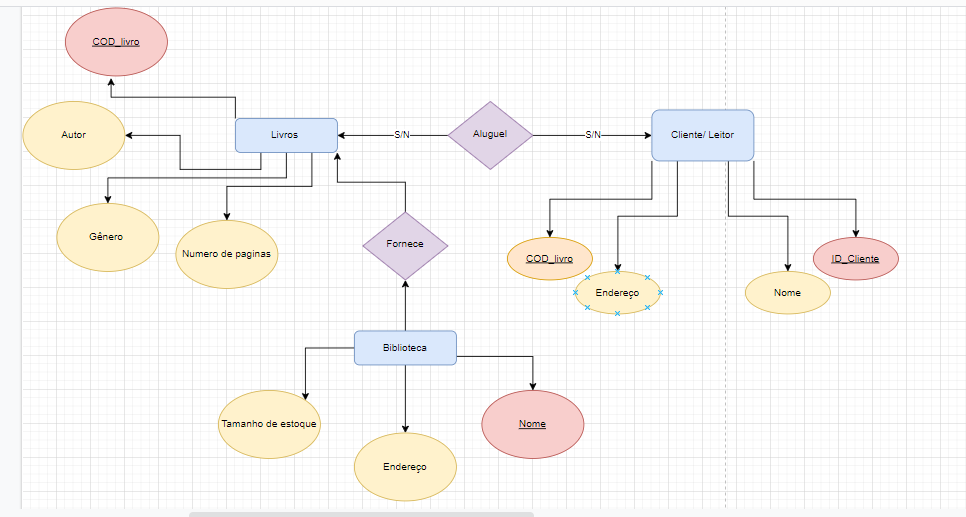 COD_livro
Autor
Livros
S/N
Aluguel
S/N
Cliente/ Leitor
Gênero
Numero de paginas
Fornece
COD_livro
Endereço
Nome
ID_Cliente
Biblioteca
Tamanho de estoque
Endereço
Nome